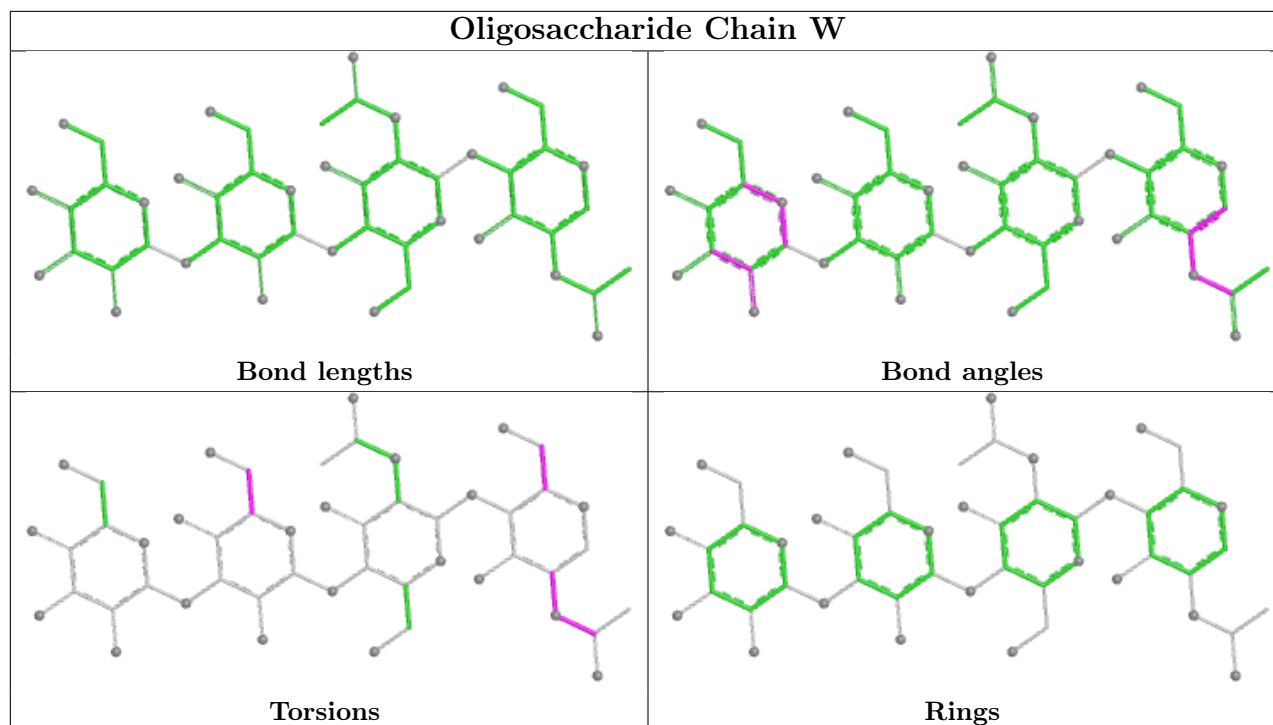 Oligosaccharide Chain W
Bond lengths
Bond angles
Torsions
Rings